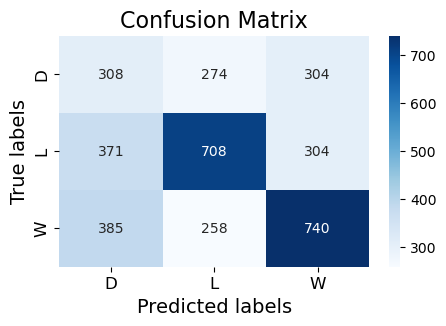 Confusion Matrix
True labels
D 308 274 304
L 371 708 304
W 385 258 740
D L W
Predicted labels
700
600
500
400
300